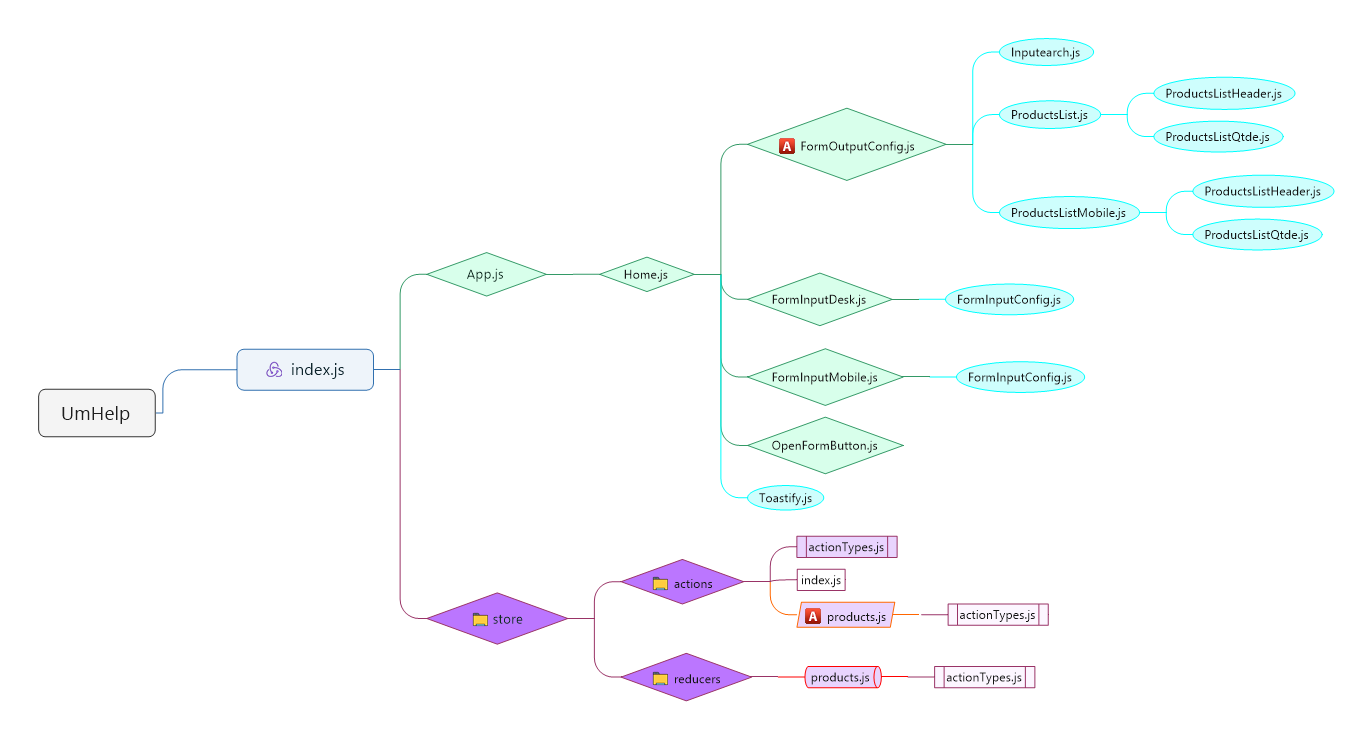 Inputearch.js
ProductsListHeader.js
ProductsList.js
ProductsListQtde.js
A FormOutputConfig.js
ProductsListHeader.js
ProductsListMobile.js
ProductsListQtde.js
App.js
Home.js
FormInputDesk.js
FormInputConfig.js
index.js
FormInputMobile.js
FormInputConfig.js
UmHelp
OpenFormButton.js
Toastify.js
actionTypes.js
actions
index.js
store
A products.js
actionTypes.js
reducers
products.js
actionTypes.js